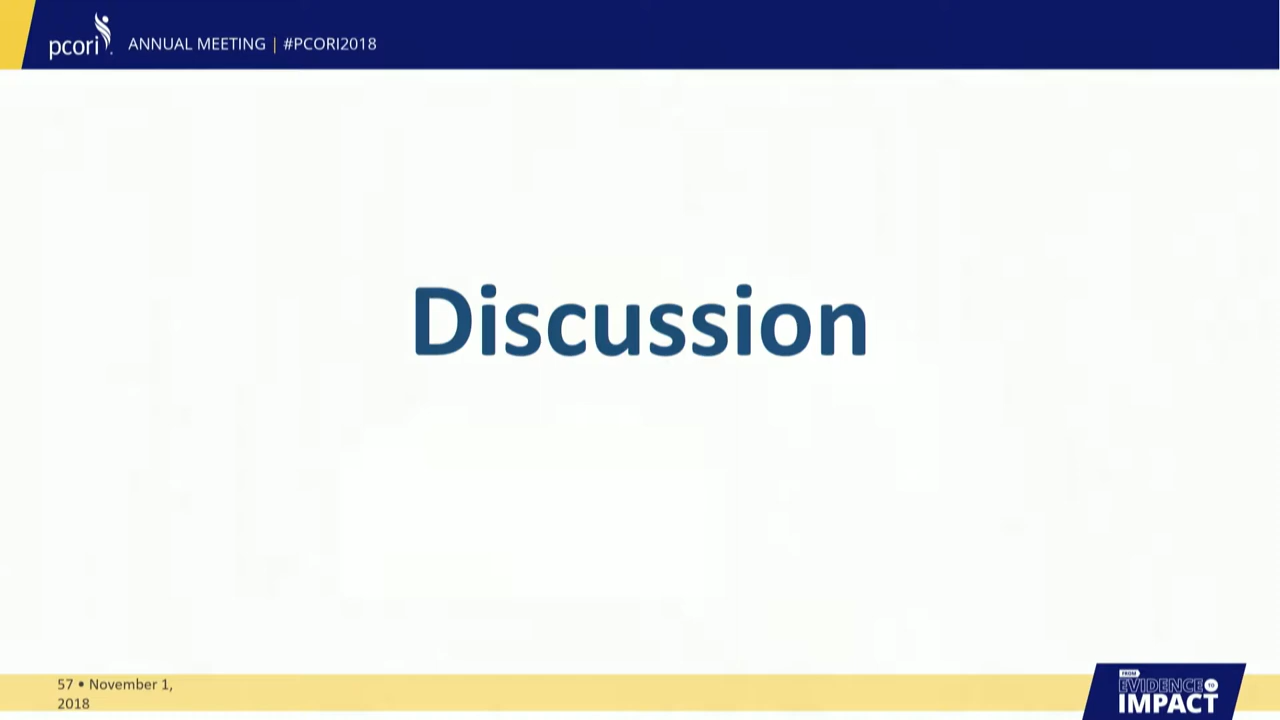 pcori
ANNUAL MEETING | #PCORI2018
Discussion
57 • November 1,
2018
FROM
EVIDENCE TO
IMPACT